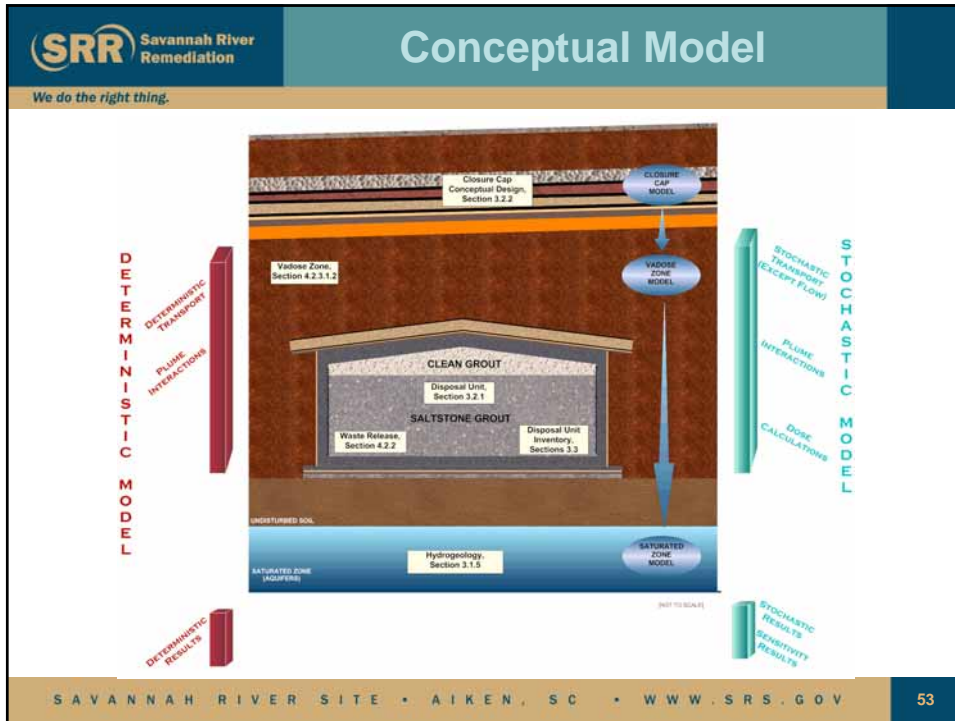 SRR Savannah River
Remediation
Conceptual Model
We do the right thing.
Closure Cap
Conceptual Design,
Section 3.2.2
CLOSURE
CAP
MODEL
Vadose Zone,
Section 4.2.3.1.2
VADOSE
ZONE
MODEL
DETERMINISTIC MODEL
DETERMINISTIC
TRANSPORT
PLUME
INTERACTIONS
CLEAN GROUT
Disposal Unit,
Section 3.2.1
SALTSTONE GROUT
Waste Release,
Section 4.2.2
Disposal Unit
Inventory,
Sections 3.3
STOCHASTIC
TRANSPORT
(EXCEPT FLOW)
PLUME
INTERACTIONS
DOSE
CALCULATIONS
STOCHASTIC MODEL
UNDISTURBED SOIL
Hydrogeology,
Section 3.1.5
SATURATED
ZONE
MODEL
SATURATED ZONE
(AQUIFERS)
[NOT TO SCALE]
DETERMINISTIC
RESULTS
STOCHASTIC
RESULTS
SENSITIVITY
RESULTS
SAVANNAH RIVER SITE • AIKEN, SC • WWW.SRS.GOV
53